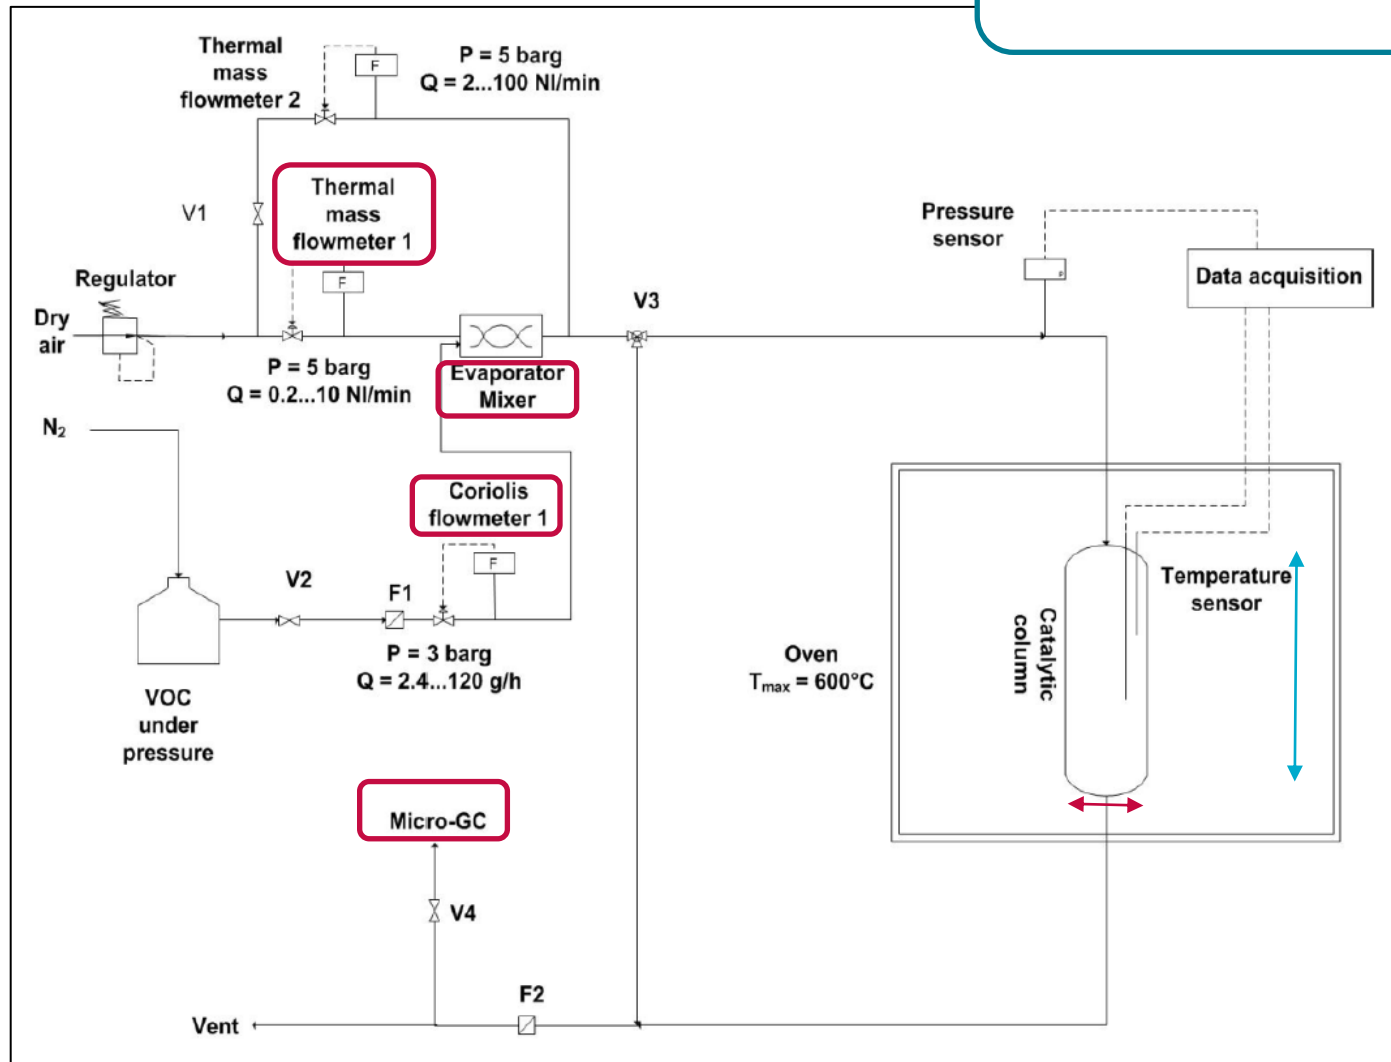 Thermal
mass
flowmeter 2
F
P = 5 barg
Q = 2...100 Nl/min
Thermal
mass
flowmeter 1
V1
F
Regulator
Dry
air
P = 5 barg
Q = 0.2...10 Nl/min
Evaporator
Mixer
V3
Pressure
sensor
P
Data acquisition
N₂
Coriolis
flowmeter 1
F
V2
F1
P = 3 barg
Q = 2.4...120 g/h
VOC
under
pressure
Oven
Tmax = 600°C
Catalytic
column
Temperature
sensor
Micro-GC
V4
F2
Vent